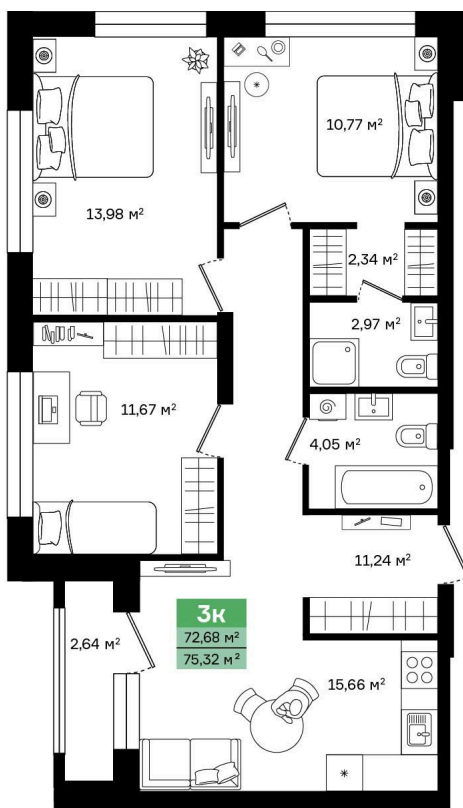 10,77 м²
13,98 м²
2,34 м²
2,97 м²
11,67 м²
4,05 м²
11,24 м²
3к
72,68 м²
75,32 м²
2,64 м²
15,66 м²